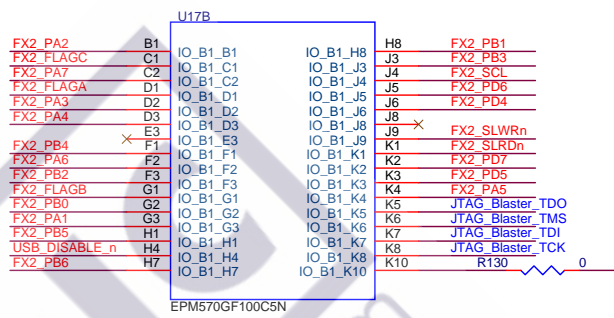 U17B
FX2_PA2 B1 IO_B1_B1 IO_B1_H8 H8 FX2_PB1
FX2_FLAGC C1 IO_B1_C1 IO_B1_J3 J3 FX2_PB3
FX2_PA7 C2 IO_B1_C2 IO_B1_J4 J4 FX2_SCL
FX2_FLAGA D1 IO_B1_D1 IO_B1_J5 J5 FX2_PD6
FX2_PA3 D2 IO_B1_D2 IO_B1_J6 J6 FX2_PD4
FX2_PA4 D3 IO_B1_D3 IO_B1_J8 J8
E3 IO_B1_E3 IO_B1_J9 J9 FX2_SLWRn
FX2_PB4 F1 IO_B1_F1 IO_B1_K1 K1 FX2_SLRDn
FX2_PA6 F2 IO_B1_F2 IO_B1_K2 K2 FX2_PD7
FX2_PB2 F3 IO_B1_F3 IO_B1_K3 K3 FX2_PD5
FX2_FLAGB G1 IO_B1_G1 IO_B1_K4 K4 FX2_PA5
FX2_PB0 G2 IO_B1_G2 IO_B1_K5 K5 JTAG_Blaster_TDO
FX2_PA1 G3 IO_B1_G3 IO_B1_K6 K6 JTAG_Blaster_TMS
FX2_PB5 H1 IO_B1_H1 IO_B1_K7 K7 JTAG_Blaster_TDI
USB_DISABLE_n H4 IO_B1_H4 IO_B1_K8 K8 JTAG_Blaster_TCK
FX2_PB6 H7 IO_B1_H7 IO_B1_K10 K10 R130 0
EPM570GF100C5N